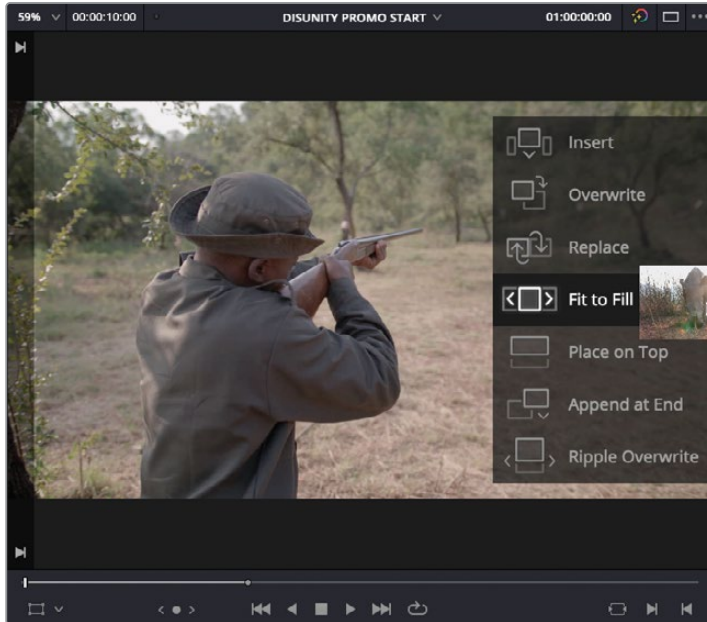 59% 00:00:10:00 DISUNITY PROMO START 01:00:00:00
Insert
Overwrite
Replace
Fit to Fill
Place on Top
Append at End
Ripple Overwrite